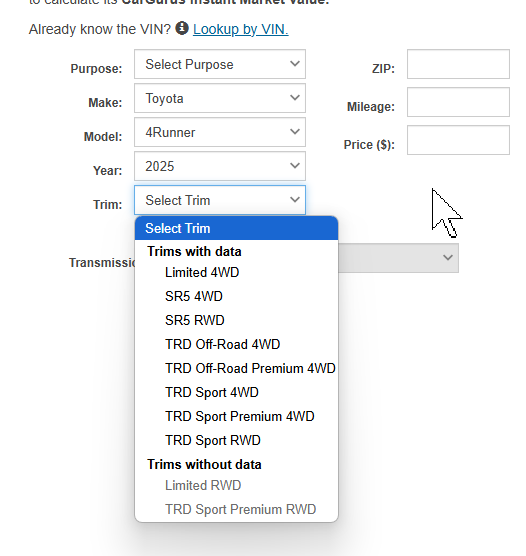 to calculate its CarGurus Instant Market Value.
Already know the VIN? Lookup by VIN.
Purpose: Select Purpose
ZIP:
Make: Toyota
Mileage:
Model: 4Runner
Price ($):
Year: 2025
Trim: Select Trim
Select Trim
Trims with data
Transmissio
Limited 4WD
SR5 4WD
SR5 RWD
TRD Off-Road 4WD
TRD Off-Road Premium 4WD
TRD Sport 4WD
TRD Sport Premium 4WD
TRD Sport RWD
Trims without data
Limited RWD
TRD Sport Premium RWD